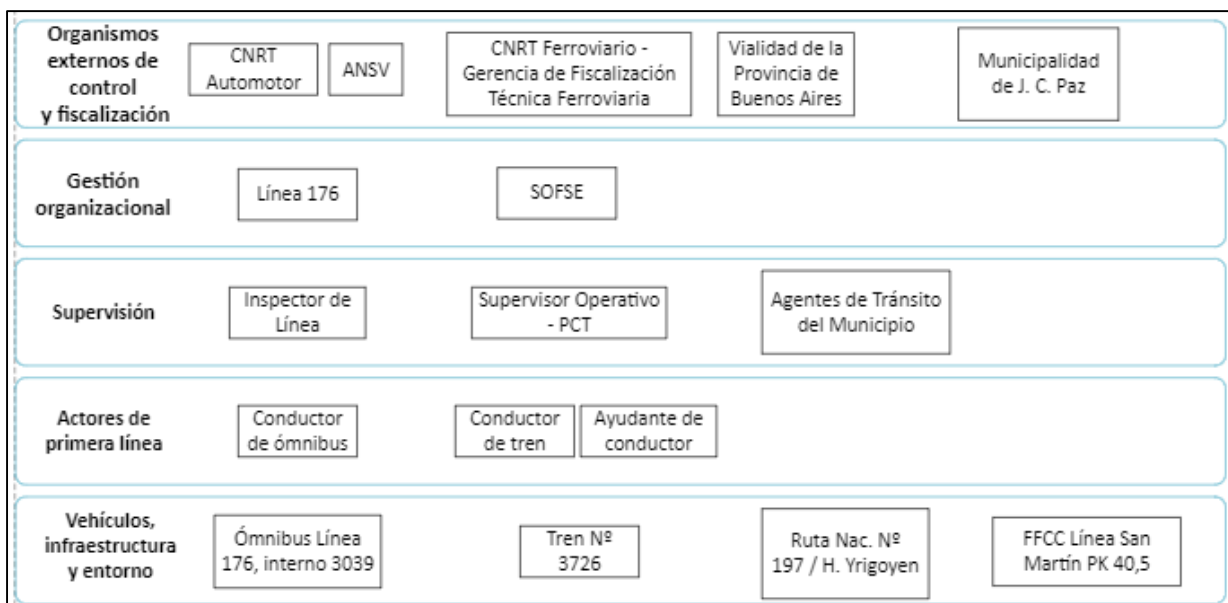 Organismos
externos de
control
y fiscalización
CNRT
Automotor
ANSV
CNRT Ferroviario -
Gerencia de Fiscalización
Técnica Ferroviaria
Vialidad de la
Provincia de
Buenos Aires
Municipalidad
de J. C. Paz
Gestión
organizacional
Línea 176
SOFSE
Supervisión
Inspector de
Línea
Supervisor Operativo
- PCT
Agentes de Tránsito
del Municipio
Actores de
primera línea
Conductor
de ómnibus
Conductor
de tren
Ayudante de
conductor
Vehículos,
infraestructura
y entorno
Ómnibus Línea
176, interno 3039
Tren Nº
3726
Ruta Nac. Nº
197 / H. Yrigoyen
FFCC Línea San
Martín PK 40,5